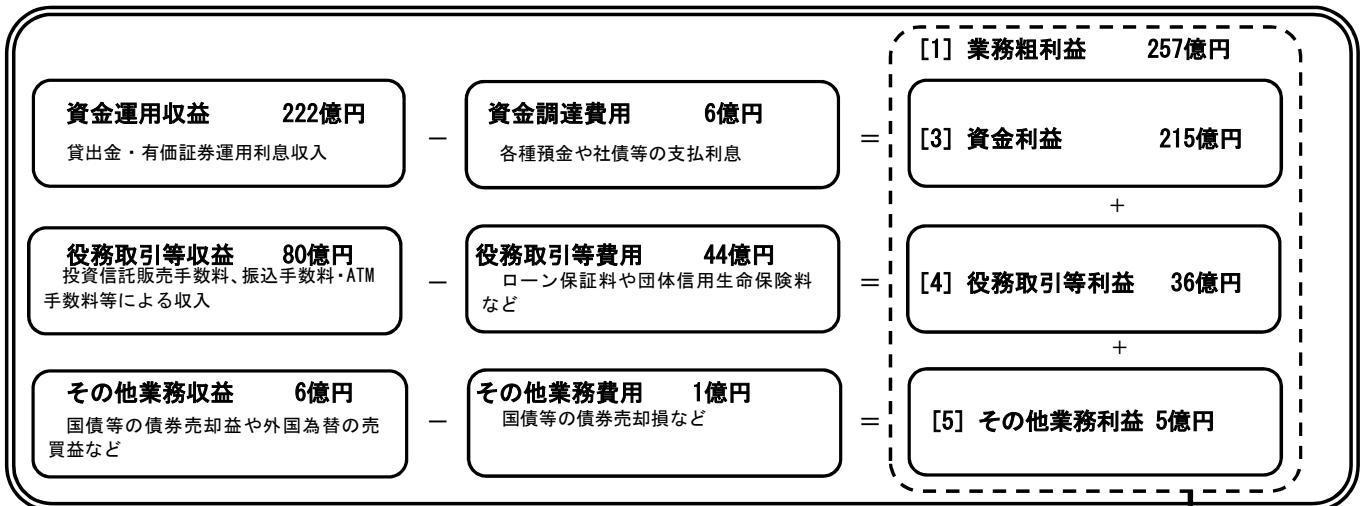 [1] 業務粗利益 257億円
資金運用収益 222億円
貸出金・有価証券運用利息収入
－
資金調達費用 6億円
各種預金や社債等の支払利息
＝
[3] 資金利益 215億円
＋
役務取引等収益 80億円
投資信託販売手数料、振込手数料・ATM
手数料等による収入
－
役務取引等費用 44億円
ローン保証料や団体信用生命保険料
など
＝
[4] 役務取引等利益 36億円
＋
その他業務収益 6億円
国債等の債券売却益や外国為替の売
買益など
－
その他業務費用 1億円
国債等の債券売却損など
＝
[5] その他業務利益 5億円